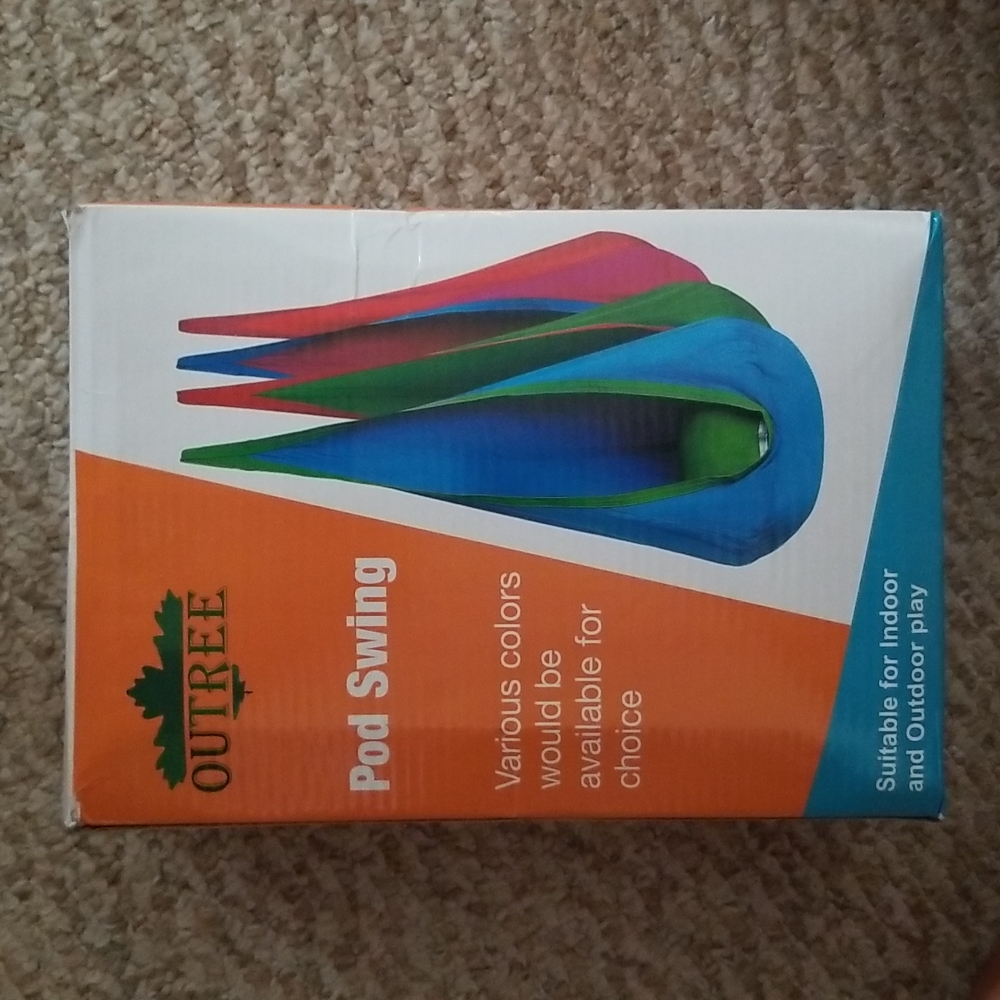 OUTREE
Pod Swing
Various colors
would be
available for
choice
Suitable for Indoor
and Outdoor play